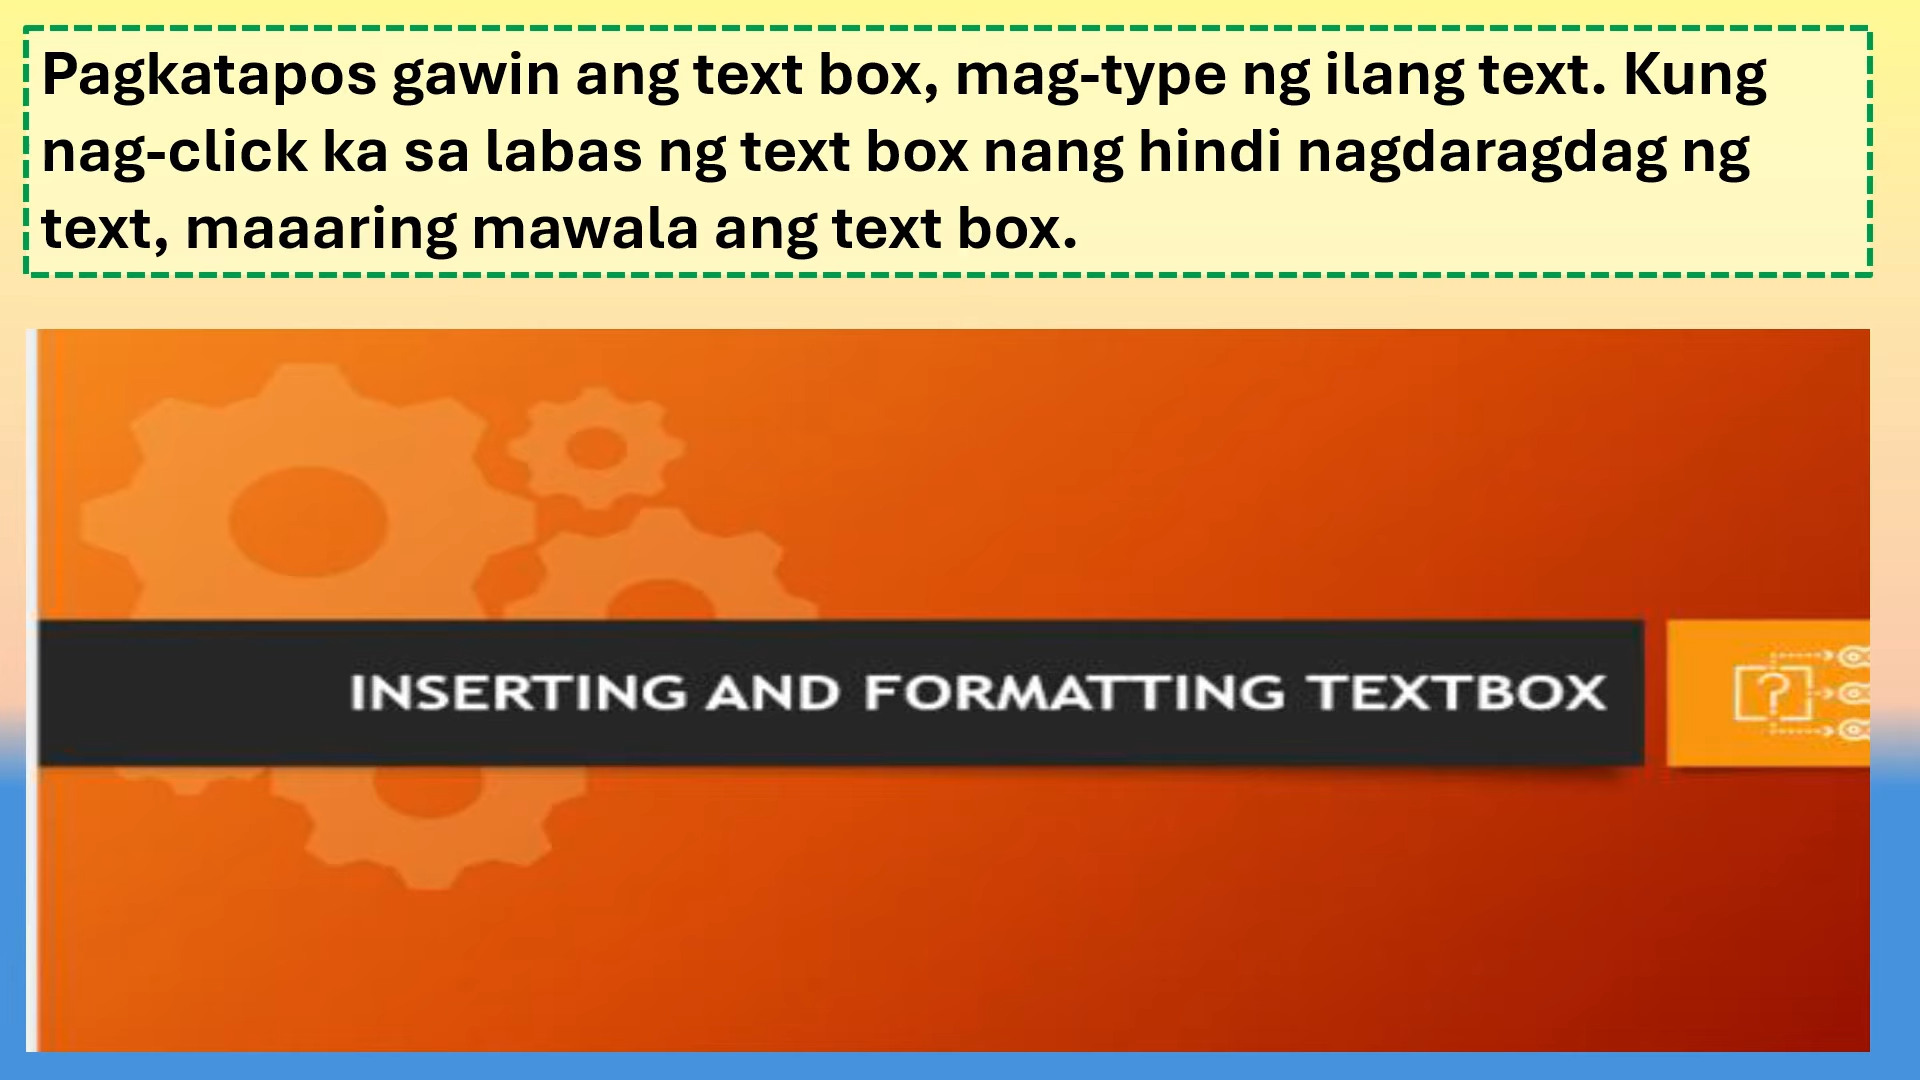 Pagkatapos gawin ang text box, mag-type ng ilang text. Kung
nag-click ka sa labas ng text box nang hindi nagdaragdag ng
text, maaaring mawala ang text box.
INSERTING AND FORMATTING TEXTBOX
?